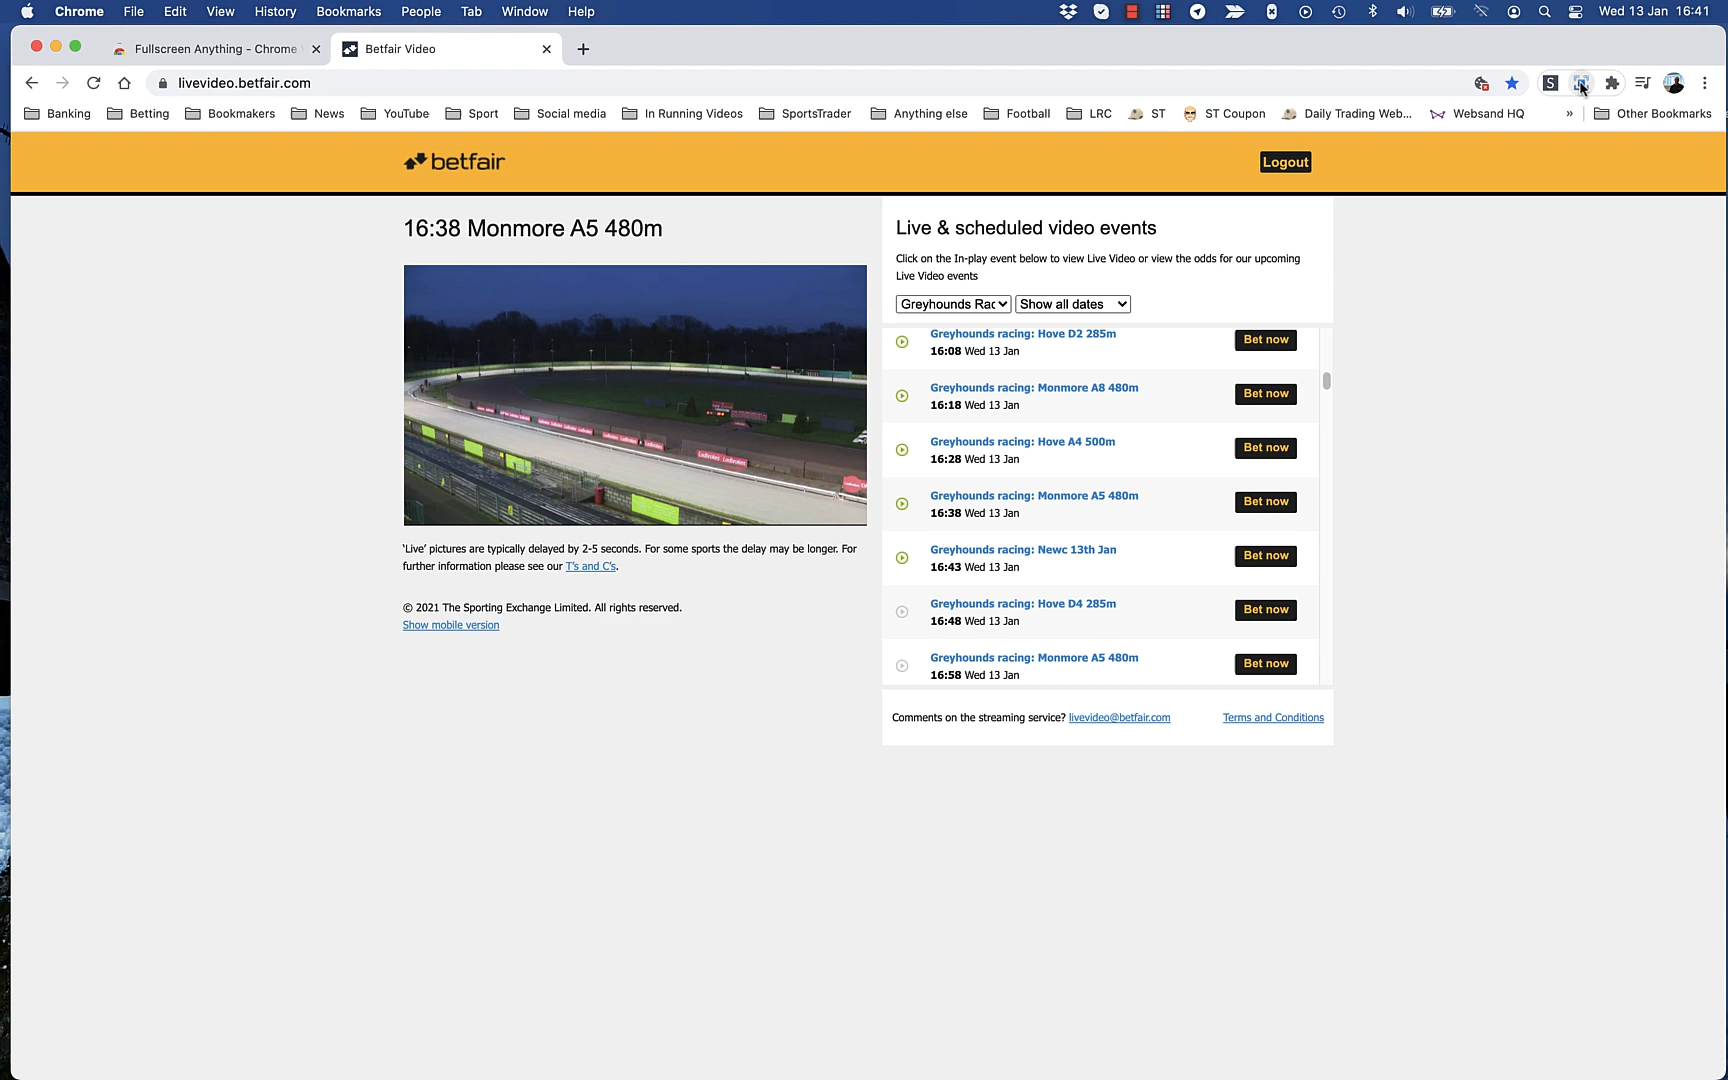 Chrome File Edit View History Bookmarks People Tab Window Help Wed 13 Jan 16:41
Fullscreen Anything - Chrome Betfair Video
livevideo.betfair.com
Banking Betting Bookmakers News YouTube Sport Social media In Running Videos SportsTrader Anything else Football LRC ST ST Coupon Daily Trading Web... Websand HQ » Other Bookmarks
betfair Logout
16:38 Monmore A5 480m
Ladbrokes
‘Live’ pictures are typically delayed by 2-5 seconds. For some sports the delay may be longer. For
further information please see our T's and C's.
© 2021 The Sporting Exchange Limited. All rights reserved.
Show mobile version
Live & scheduled video events
Click on the In-play event below to view Live Video or view the odds for our upcoming
Live Video events
Greyhounds Rac Show all dates
Greyhounds racing: Hove D2 285m
16:08 Wed 13 Jan
Bet now
Greyhounds racing: Monmore A8 480m
16:18 Wed 13 Jan
Bet now
Greyhounds racing: Hove A4 500m
16:28 Wed 13 Jan
Bet now
Greyhounds racing: Monmore A5 480m
16:38 Wed 13 Jan
Bet now
Greyhounds racing: Newc 13th Jan
16:43 Wed 13 Jan
Bet now
Greyhounds racing: Hove D4 285m
16:48 Wed 13 Jan
Bet now
Greyhounds racing: Monmore A5 480m
16:58 Wed 13 Jan
Bet now
Comments on the streaming service? livevideo@betfair.com Terms and Conditions